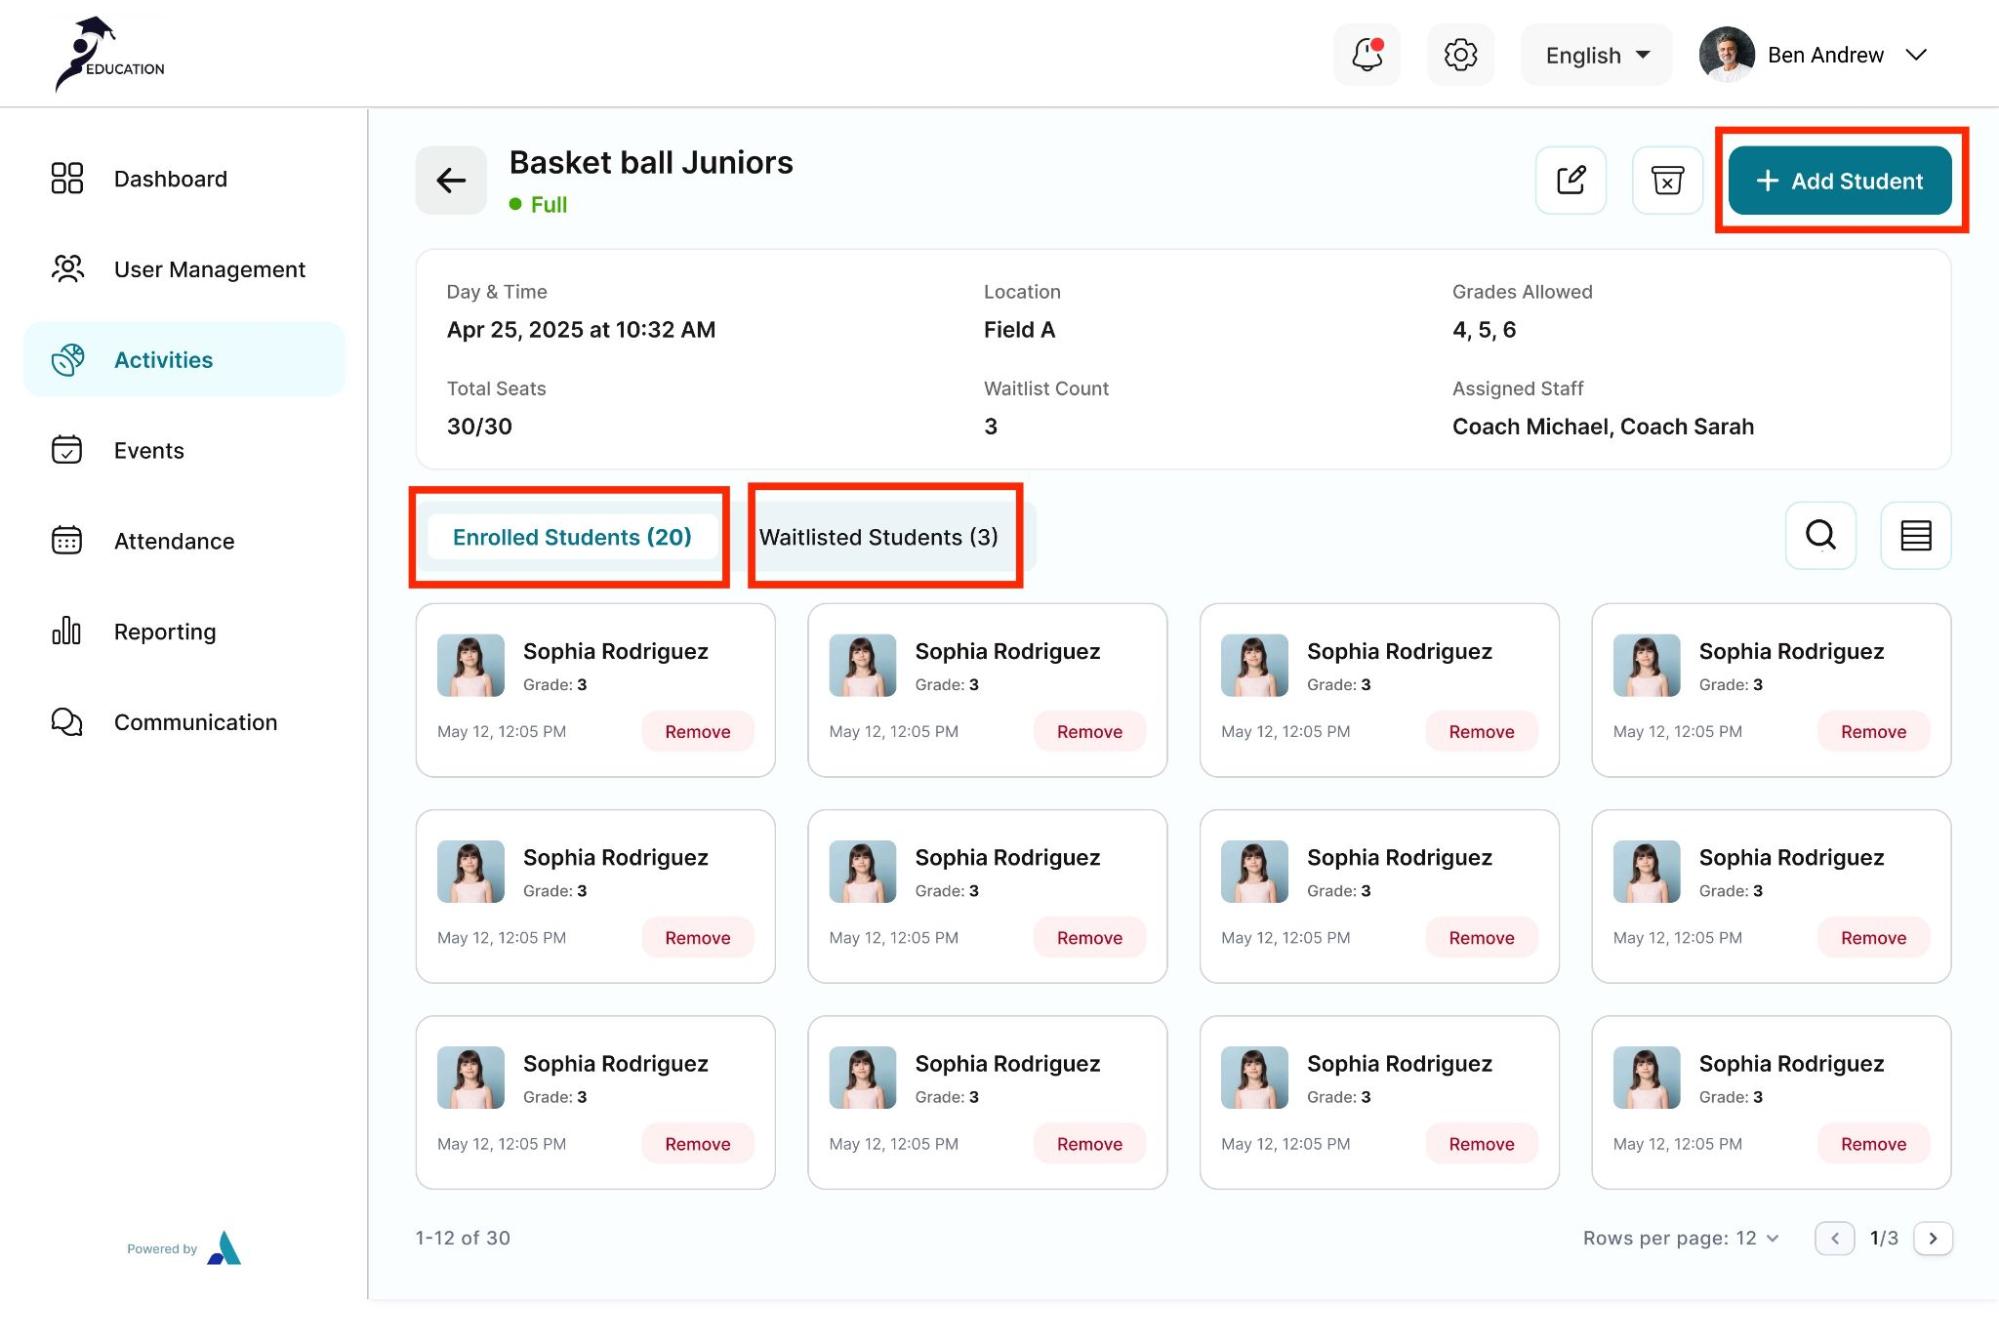 EDUCATION
English
Ben Andrew
Dashboard
User Management
Activities
Events
Attendance
Reporting
Communication
Powered by
Basket ball Juniors
Full
+ Add Student
Day & Time
Apr 25, 2025 at 10:32 AM
Location
Field A
Grades Allowed
4, 5, 6
Total Seats
30/30
Waitlist Count
3
Assigned Staff
Coach Michael, Coach Sarah
Enrolled Students (20)
Waitlisted Students (3)
Sophia Rodriguez
Grade: 3
May 12, 12:05 PM
Remove
Sophia Rodriguez
Grade: 3
May 12, 12:05 PM
Remove
Sophia Rodriguez
Grade: 3
May 12, 12:05 PM
Remove
Sophia Rodriguez
Grade: 3
May 12, 12:05 PM
Remove
Sophia Rodriguez
Grade: 3
May 12, 12:05 PM
Remove
Sophia Rodriguez
Grade: 3
May 12, 12:05 PM
Remove
Sophia Rodriguez
Grade: 3
May 12, 12:05 PM
Remove
Sophia Rodriguez
Grade: 3
May 12, 12:05 PM
Remove
Sophia Rodriguez
Grade: 3
May 12, 12:05 PM
Remove
Sophia Rodriguez
Grade: 3
May 12, 12:05 PM
Remove
Sophia Rodriguez
Grade: 3
May 12, 12:05 PM
Remove
Sophia Rodriguez
Grade: 3
May 12, 12:05 PM
Remove
1-12 of 30
Rows per page: 12
1/3